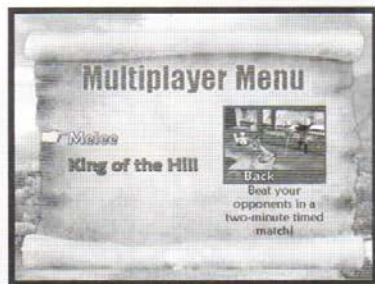 Multiplayer Menu
Melee
King of the Hill
Back
Beat your
opponents in a
two-minute timed
match!